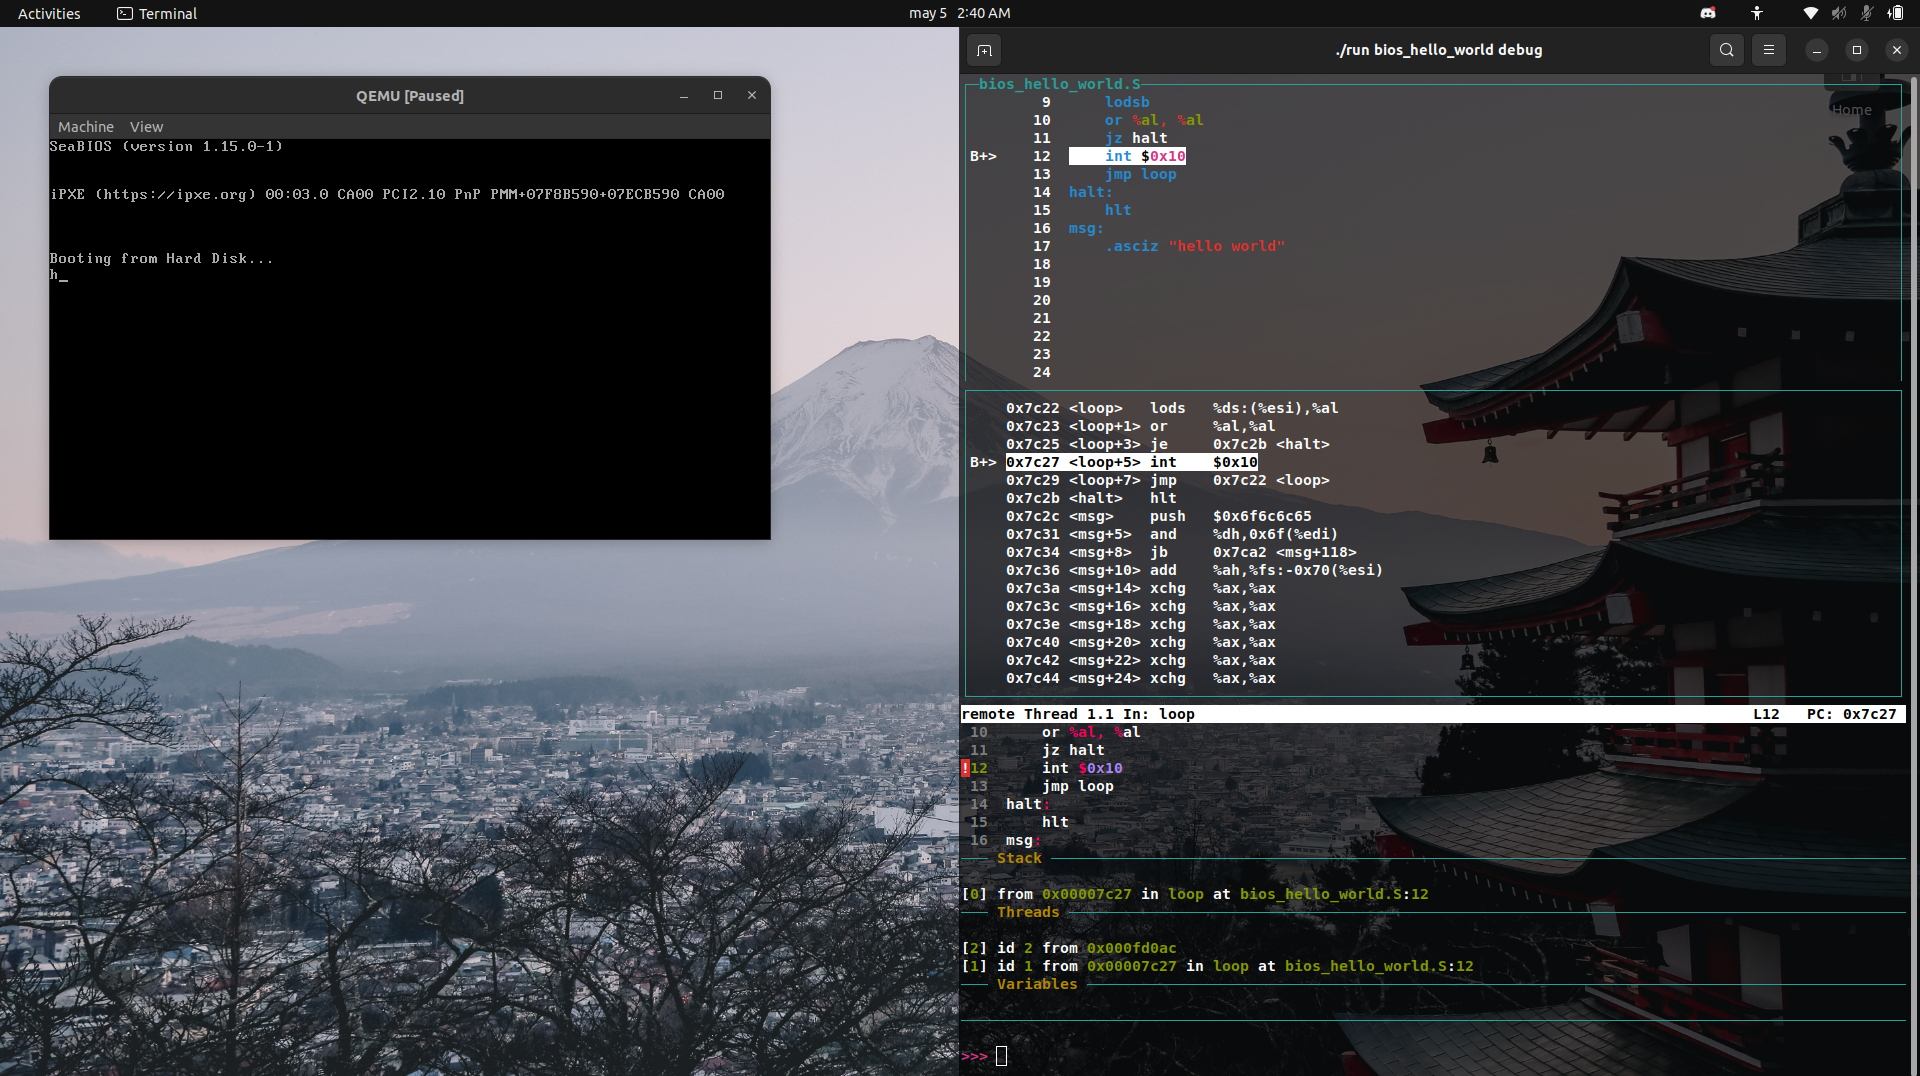 Activities
Terminal
may 5 2:40 AM
QEMU [Paused]
Machine View
SeaBIOS (version 1.15.0-1)
iPXE (https://ipxe.org) 00:03.0 CA00 PCI2.10 PnP PMM+07F8B590+07ECB590 CA00
Booting from Hard Disk...
h_
./run bios_hello_world debug
Home
bios_hello_world.S
9 lodsb
10 or %al, %al
11 jz halt
B+> 12 int $0x10
13 jmp loop
14 halt:
15 hlt
16 msg:
17 .asciz "hello world"
18
19
20
21
22
23
24
0x7c22 <loop> lods %ds:(%esi),%al
0x7c23 <loop+1> or %al,%al
0x7c25 <loop+3> je 0x7c2b <halt>
B+> 0x7c27 <loop+5> int $0x10
0x7c29 <loop+7> jmp 0x7c22 <loop>
0x7c2b <halt> hlt
0x7c2c <msg> push $0x6f6c6c65
0x7c31 <msg+5> and %dh,0x6f(%edi)
0x7c34 <msg+8> jb 0x7ca2 <msg+118>
0x7c36 <msg+10> add %ah,%fs:-0x70(%esi)
0x7c3a <msg+14> xchg %ax,%ax
0x7c3c <msg+16> xchg %ax,%ax
0x7c3e <msg+18> xchg %ax,%ax
0x7c40 <msg+20> xchg %ax,%ax
0x7c42 <msg+22> xchg %ax,%ax
0x7c44 <msg+24> xchg %ax,%ax
remote Thread 1.1 In: loop L12 PC: 0x7c27
10 or %al, %al
11 jz halt
!12 int $0x10
13 jmp loop
14 halt:
15 hlt
16 msg:
Stack
[0] from 0x00007c27 in loop at bios_hello_world.S:12
Threads
[2] id 2 from 0x000fd0ac
[1] id 1 from 0x00007c27 in loop at bios_hello_world.S:12
Variables
>>>